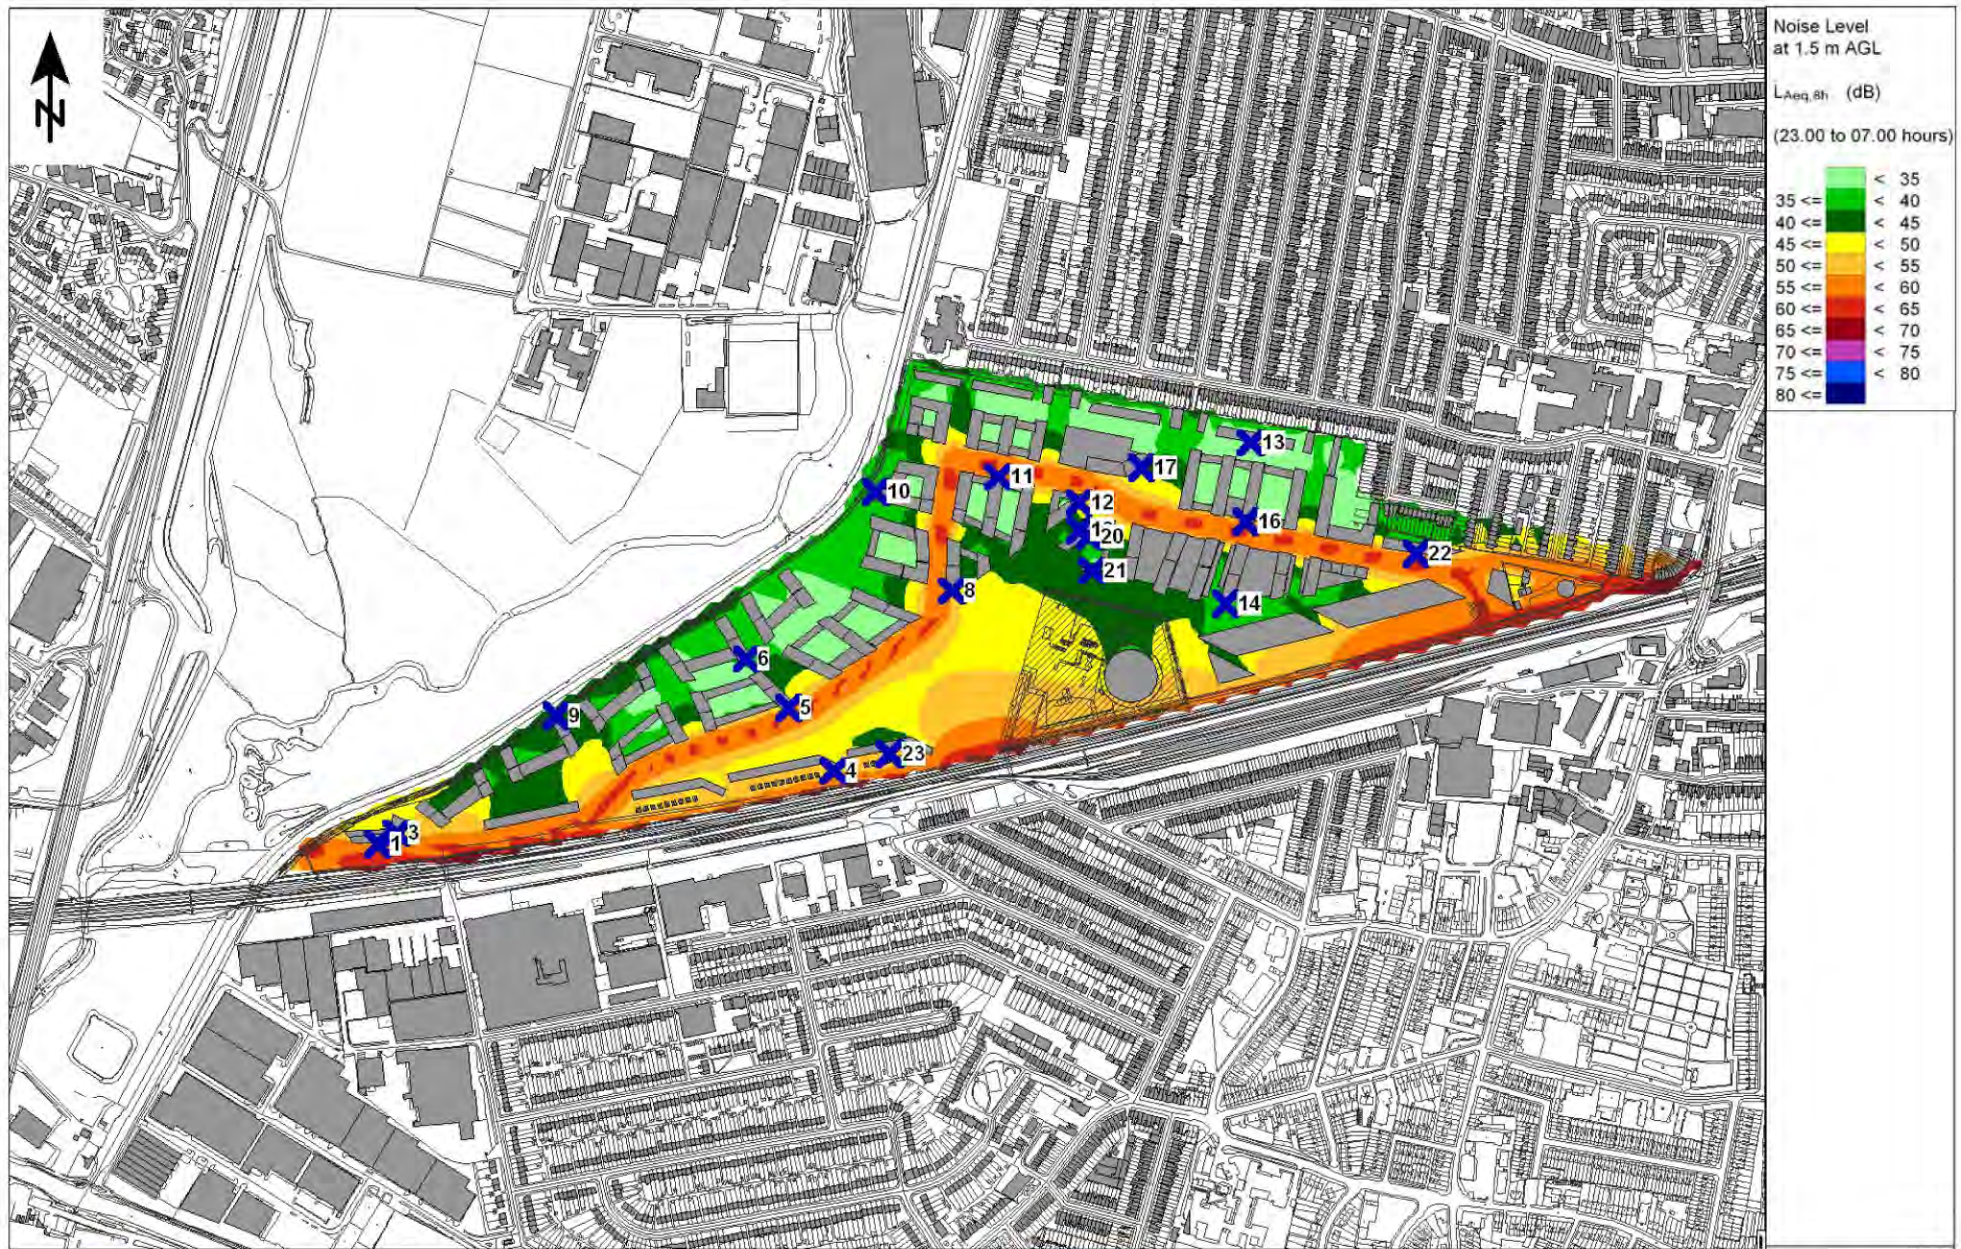 N
Noise Level
at 1.5 m AGL
LAeq,8h (dB)
(23.00 to 07.00 hours)
< 35
35 <= < 40
40 <= < 45
45 <= < 50
50 <= < 55
55 <= < 60
60 <= < 65
65 <= < 70
70 <= < 75
75 <= < 80
80 <=
13
17
11
10
12
16
20
22
21
8
14
6
5
9
23
4
3
1